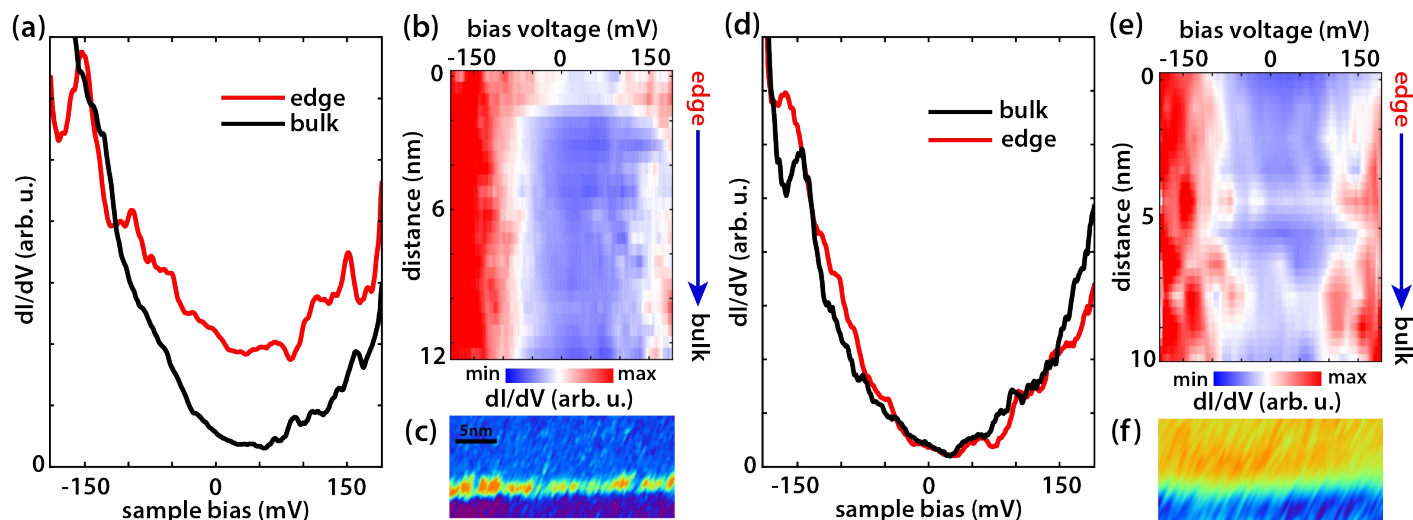 (a)
dI/dV (arb. u.)
0
edge
bulk
-150 0 150
sample bias (mV)
(b)
bias voltage (mV)
-150 0 150
distance (nm)
0
6
12
edge
bulk
min max
dI/dV (arb. u.)
(c)
5nm
(d)
dI/dV (arb. u.)
0
bulk
edge
-150 0 150
sample bias (mV)
(e)
bias voltage (mV)
-150 0 150
distance (nm)
0
5
10
edge
bulk
min max
dI/dV (arb. u.)
(f)